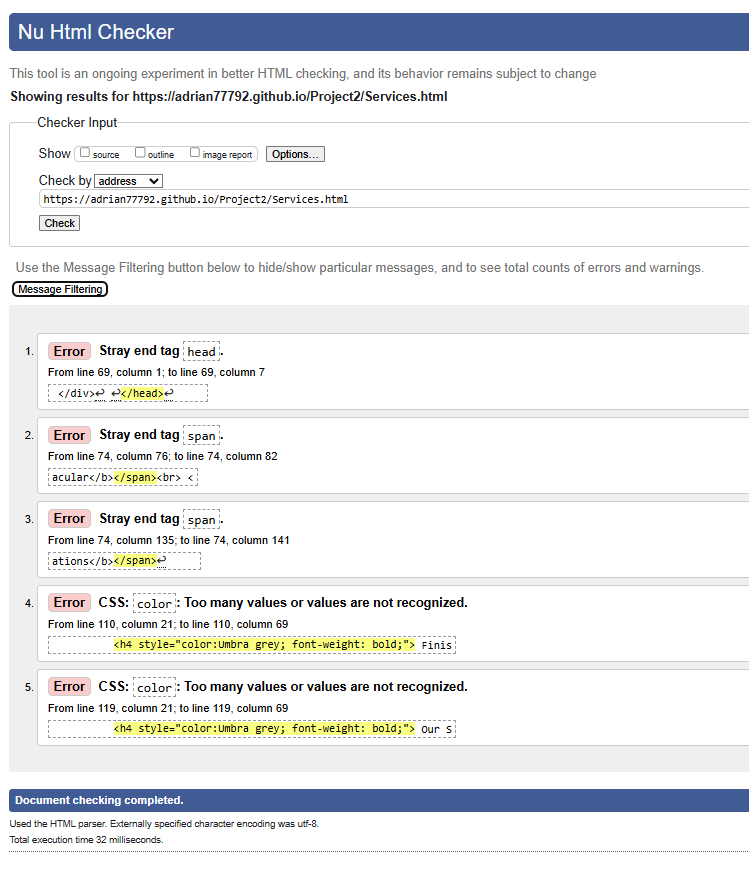 Nu Html Checker
This tool is an ongoing experiment in better HTML checking, and its behavior remains subject to change
Showing results for https://adrian77792.github.io/Project2/Services.html
Checker Input
Show source outline image report Options...
Check by address
https://adrian77792.github.io/Project2/Services.html
Check
Use the Message Filtering button below to hide/show particular messages, and to see total counts of errors and warnings.
Message Filtering
1. Error Stray end tag head.
From line 69, column 1; to line 69, column 7
</div>↩ ↩</head>↩
2. Error Stray end tag span.
From line 74, column 76; to line 74, column 82
acular</b></span><br> <
3. Error Stray end tag span.
From line 74, column 135; to line 74, column 141
ations</b></span>↩
4. Error CSS: color: Too many values or values are not recognized.
From line 110, column 21; to line 110, column 69
<h4 style="color:Umbra grey; font-weight: bold;"> Finis
5. Error CSS: color: Too many values or values are not recognized.
From line 119, column 21; to line 119, column 69
<h4 style="color:Umbra grey; font-weight: bold;"> Our S
Document checking completed.
Used the HTML parser. Externally specified character encoding was utf-8.
Total execution time 32 milliseconds.